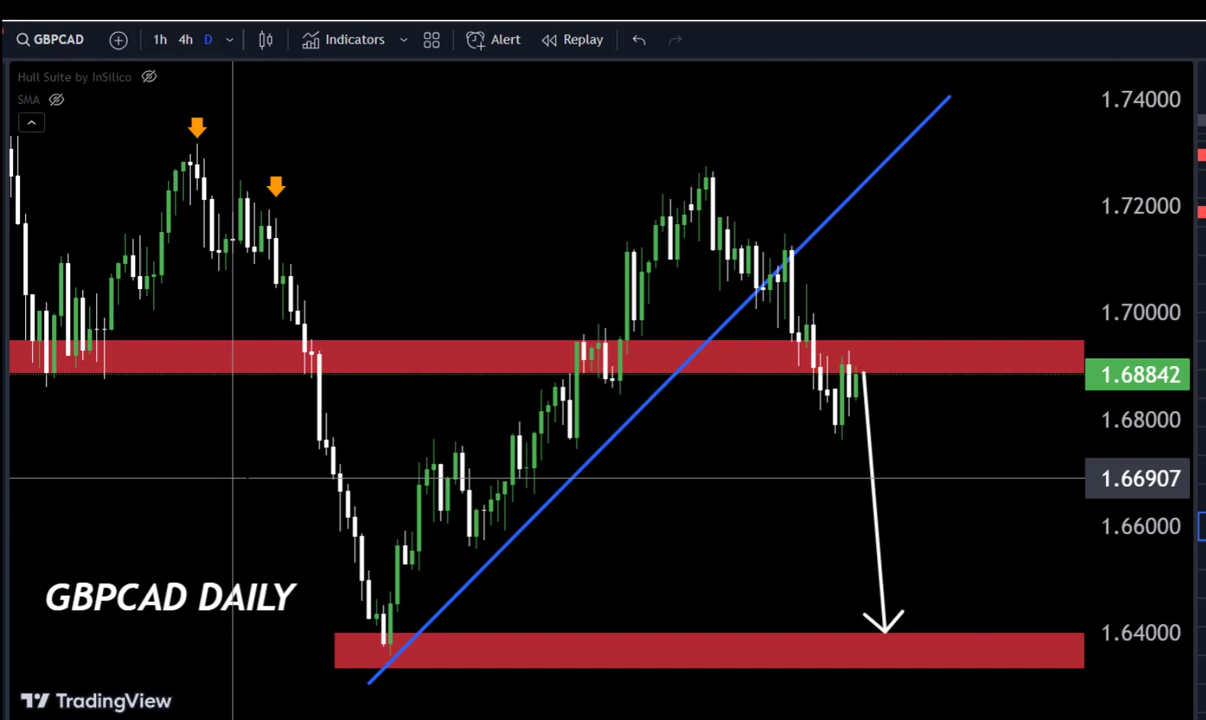 GBPCAD 1h 4h D Indicators Alert Replay
Hull Suite by InSilico
SMA
1.74000
1.72000
1.70000
1.68842
1.68000
1.66907
1.66000
GBPCAD DAILY
1.64000
TradingView